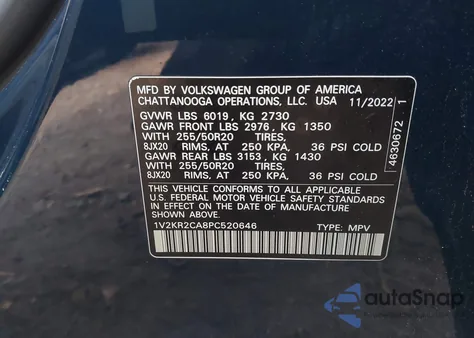 MFD BY VOLKSWAGEN GROUP OF AMERICA
CHATTANOOGA OPERATIONS, LLC. USA 11/2022
GVWR LBS 6019, KG 2730
GAWR FRONT LBS 2976, KG 1350
WITH 255/50R20 TIRES,
8JX20 RIMS, AT 250 KPA, 36 PSI COLD
GAWR REAR LBS 3153, KG 1430
WITH 255/50R20 TIRES,
8JX20 RIMS, AT 250 KPA, 36 PSI COLD
THIS VEHICLE CONFORMS TO ALL APPLICABLE
U.S. FEDERAL MOTOR VEHICLE SAFETY
STANDARDS IN EFFECT ON THE DATE OF
MANUFACTURE SHOWN ABOVE.
1V2KR2CA8PC520646 TYPE: MPV
14630872 1
autoSnap